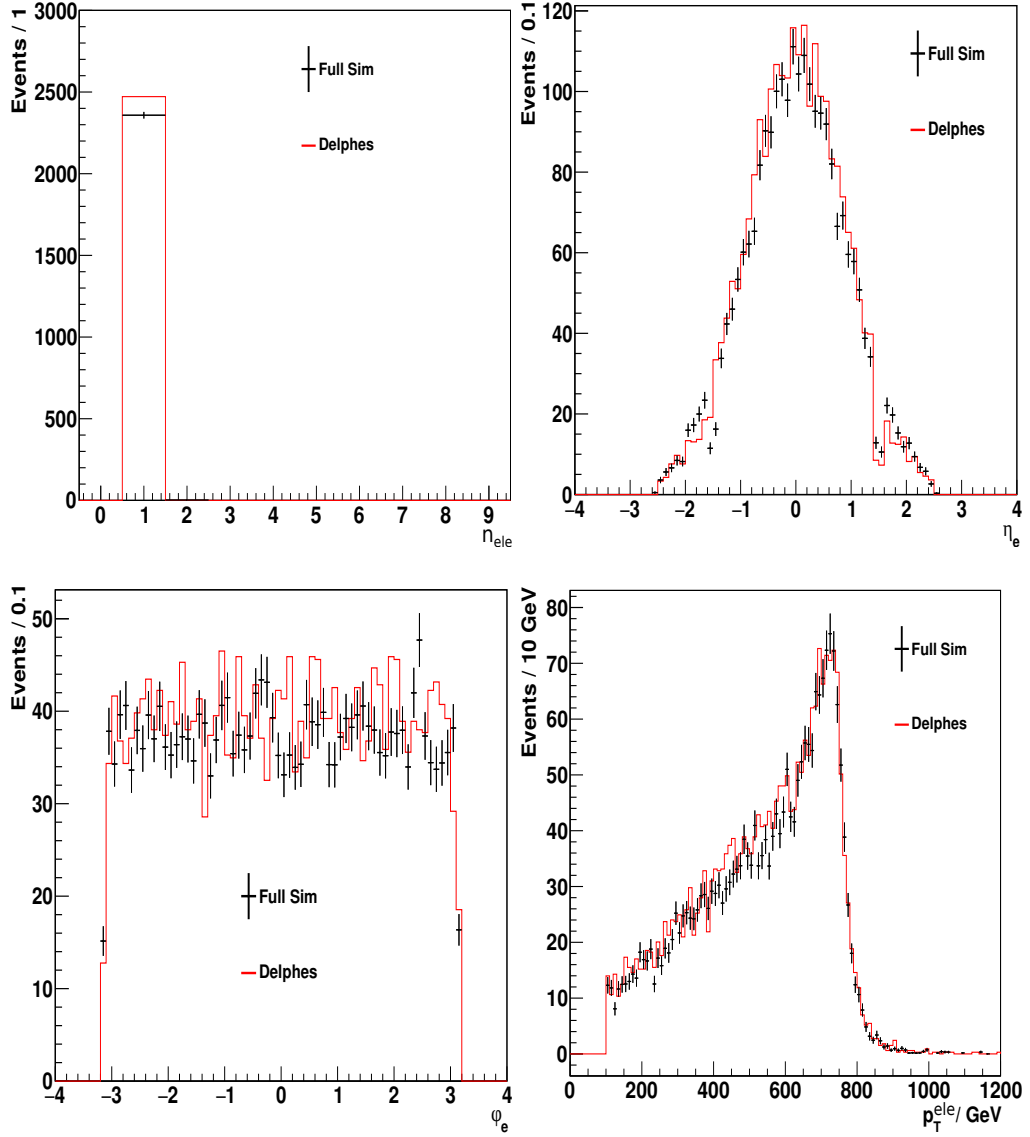 Events / 1
3000
2500
2000
1500
1000
500
0
Full Sim
Delphes
0 1 2 3 4 5 6 7 8 9
n_ele
Events / 0.1
120
100
80
60
40
20
0
Full Sim
Delphes
−4 −3 −2 −1 0 1 2 3 4
η_e
Events / 0.1
50
40
30
20
10
0
Full Sim
Delphes
−4 −3 −2 −1 0 1 2 3 4
φ_e
Events / 10 GeV
80
70
60
50
40
30
20
10
0
Full Sim
Delphes
0 200 400 600 800 1000 1200
p_T^ele / GeV